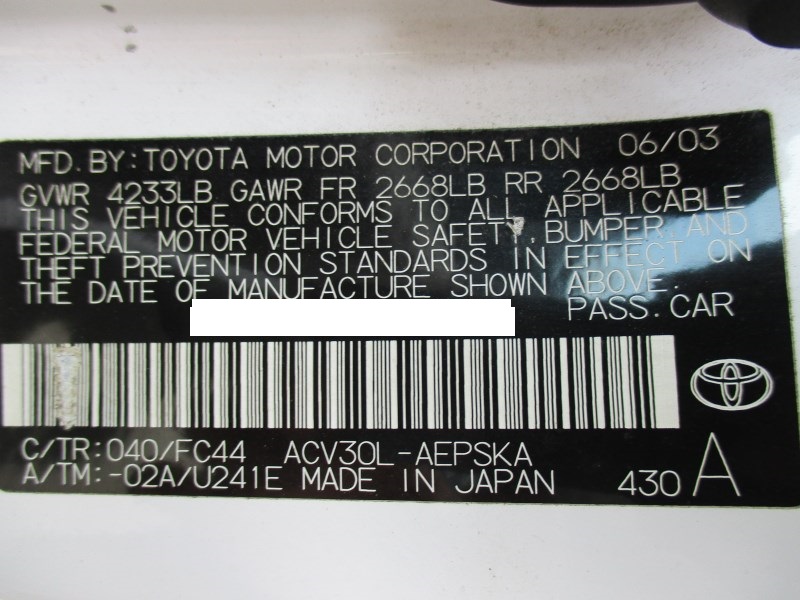 MFD. BY: TOYOTA MOTOR CORPORATION 06/03
GVWR 4233LB GAWR FR 2668LB RR 2668LB
THIS VEHICLE CONFORMS TO ALL APPLICABLE
FEDERAL MOTOR VEHICLE SAFETY, BUMPER, AND
THEFT PREVENTION STANDARDS IN EFFECT ON
THE DATE OF MANUFACTURE SHOWN ABOVE.
PASS. CAR
C/TR: 040/FC44 ACV30L-AEPSKA
A/TM: -02A/U241E MADE IN JAPAN 430 A